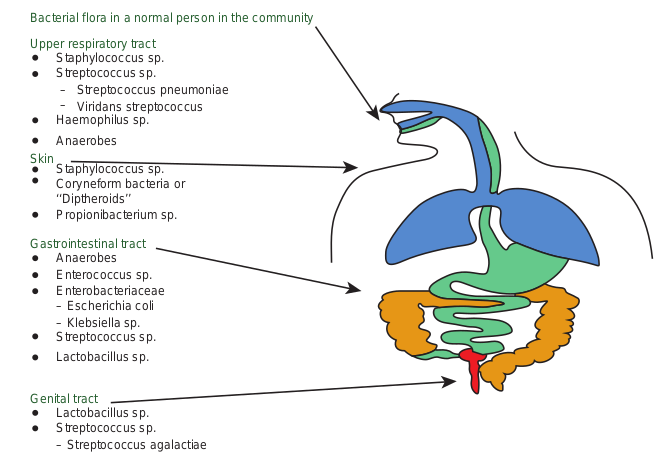 Bacterial flora in a normal person in the community
Upper respiratory tract
● Staphylococcus sp.
● Streptococcus sp.
– Streptococcus pneumoniae
– Viridans streptococcus
● Haemophilus sp.
● Anaerobes
Skin
● Staphylococcus sp.
● Coryneform bacteria or
“Diptheroids”
● Propionibacterium sp.
Gastrointestinal tract
● Anaerobes
● Enterococcus sp.
● Enterobacteriaceae
– Escherichia coli
– Klebsiella sp.
● Streptococcus sp.
● Lactobacillus sp.
Genital tract
● Lactobacillus sp.
● Streptococcus sp.
– Streptococcus agalactiae